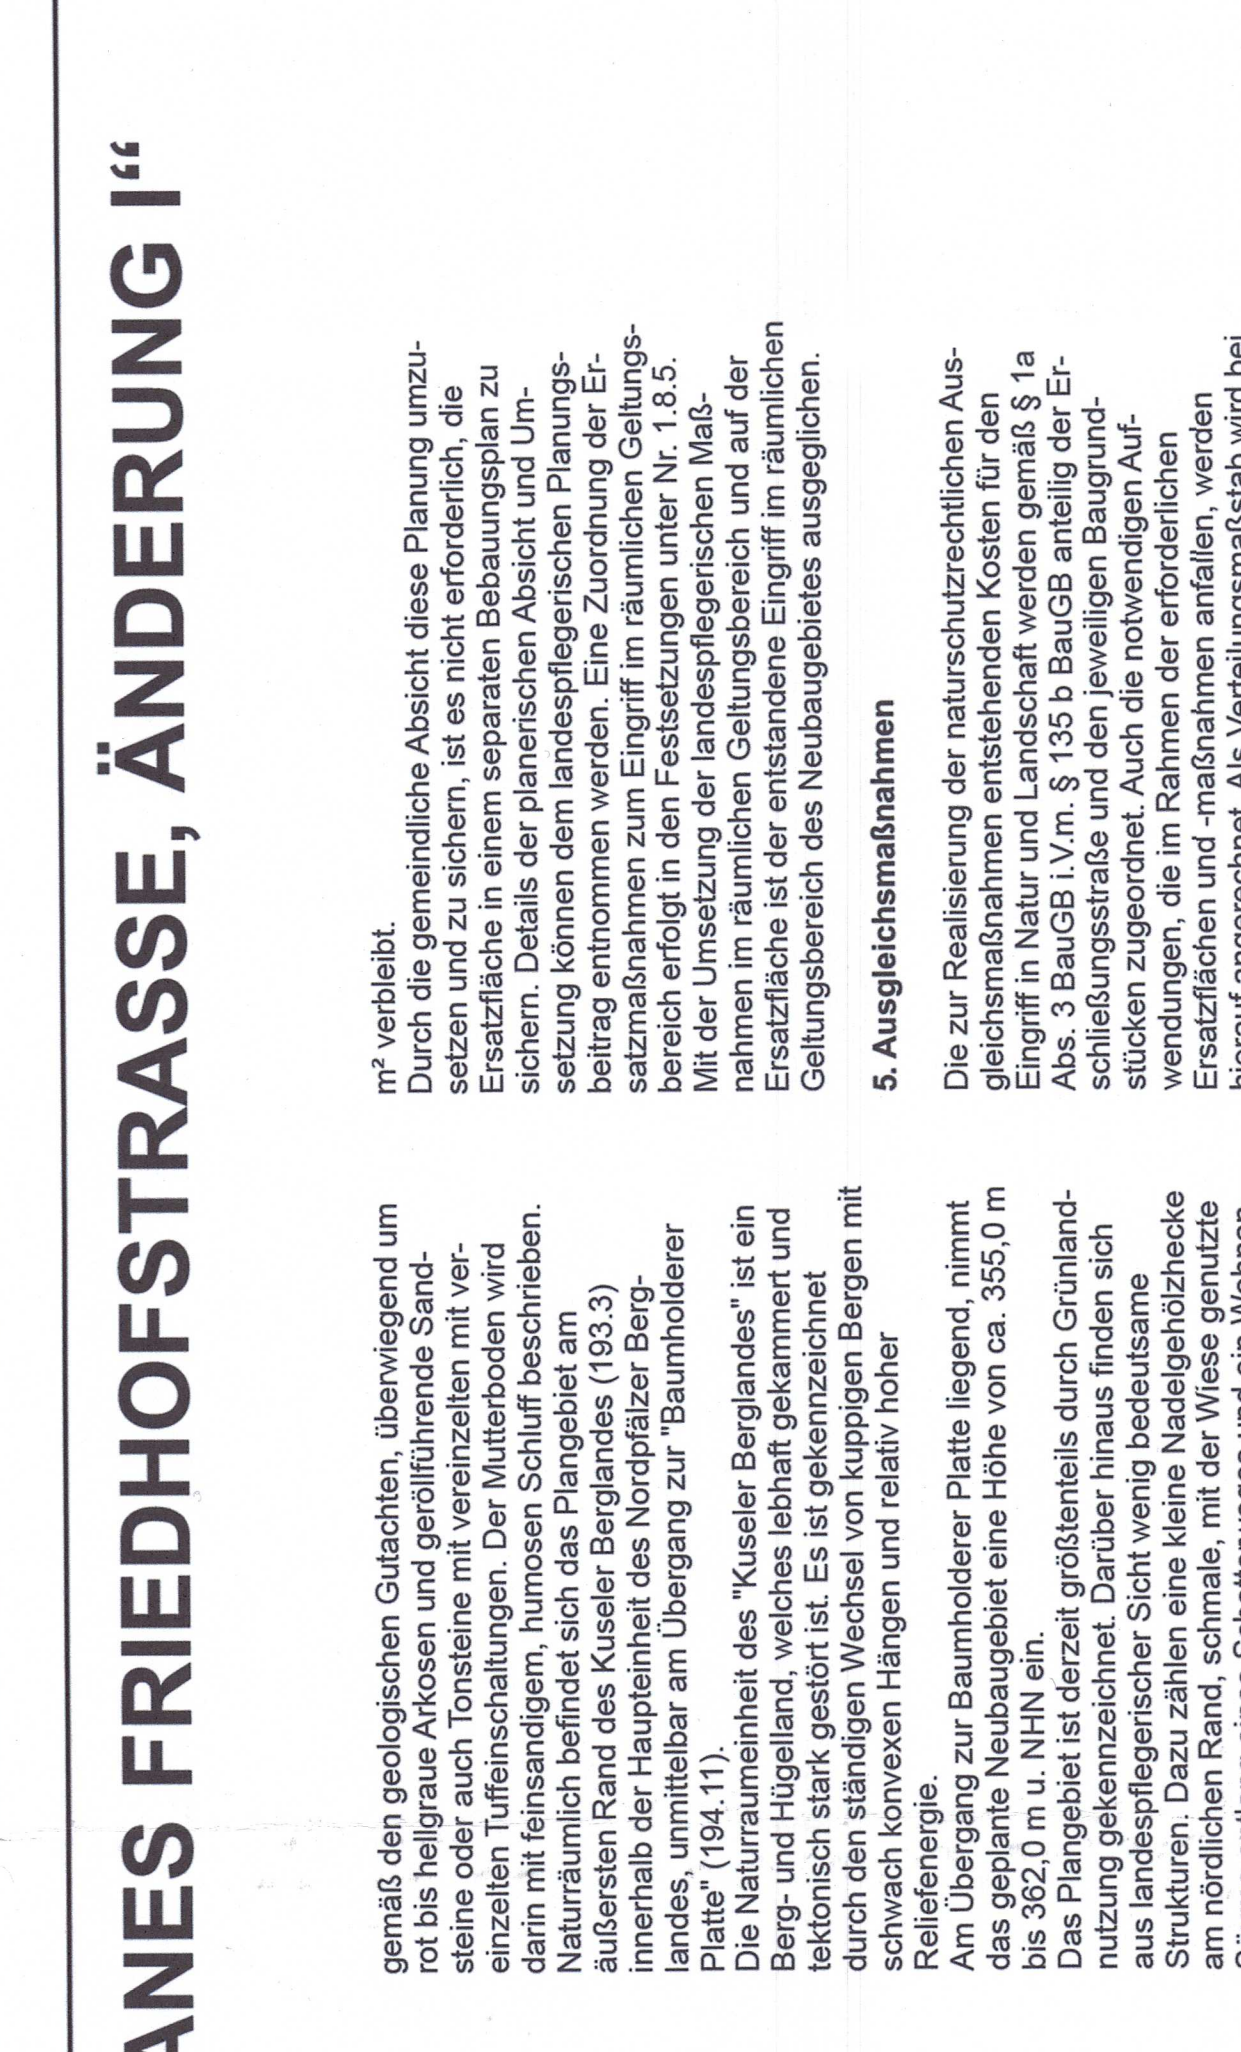 ANES FRIEDHOFSTRASSE, ÄNDERUNG I“
gemäß den geologischen Gutachten, überwiegend um
rot bis hellgraue Arkosen und geröllführende Sand-
steine oder auch Tonsteine mit vereinzelten mit ver-
einzelten Tuffeinschaltungen. Der Mutterboden wird
darin mit feinsandigem, humosen Schluff beschrieben.
Naturräumlich befindet sich das Plangebiet am
äußersten Rand des Kuseler Berglandes (193.3)
innerhalb der Haupteinheit des Nordpfälzer Berg-
landes, unmittelbar am Übergang zur "Baumholderer
Platte" (194.11).
Die Naturraumeinheit des "Kuseler Berglandes" ist ein
Berg- und Hügelland, welches lebhaft gekammert und
tektonisch stark gestört ist. Es ist gekennzeichnet
durch den ständigen Wechsel von kuppigen Bergen mit
schwach konvexen Hängen und relativ hoher
Reliefenergie.
Am Übergang zur Baumholderer Platte liegend, nimmt
das geplante Neubaugebiet eine Höhe von ca. 355,0 m
bis 362,0 m u. NHN ein.
Das Plangebiet ist derzeit größtenteils durch Grünland-
nutzung gekennzeichnet. Darüber hinaus finden sich
aus landespflegerischer Sicht wenig bedeutsame
Strukturen. Dazu zählen eine kleine Nadelgehölzhecke
am nördlichen Rand, schmale, mit der Wiese genutzte
m² verbleibt.
Durch die gemeindliche Absicht diese Planung umzu-
setzen und zu sichern, ist es nicht erforderlich, die
Ersatzfläche in einem separaten Bebauungsplan zu
sichern. Details der planerischen Absicht und Um-
setzung können dem landespflegerischen Planungs-
beitrag entnommen werden. Eine Zuordnung der Er-
satzmaßnahmen zum Eingriff im räumlichen Geltungs-
bereich erfolgt in den Festsetzungen unter Nr. 1.8.5.
Mit der Umsetzung der landespflegerischen Maß-
nahmen im räumlichen Geltungsbereich und auf der
Ersatzfläche ist der entstandene Eingriff im räumlichen
Geltungsbereich des Neubaugebietes ausgeglichen.
5. Ausgleichsmaßnahmen
Die zur Realisierung der naturschutzrechtlichen Aus-
gleichsmaßnahmen entstehenden Kosten für den
Eingriff in Natur und Landschaft werden gemäß § 1a
Abs. 3 BauGB i.V.m. § 135 b BauGB anteilig der Er-
schließungsstraße und den jeweiligen Baugrund-
stücken zugeordnet. Auch die notwendigen Auf-
wendungen, die im Rahmen der erforderlichen
Ersatzflächen und -maßnahmen anfallen, werden
hierauf angerechnet. Als Verteilungsmaßstab wird bei